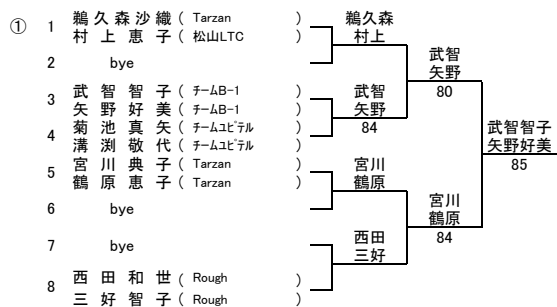 ① 1 鵜久森沙織 ( Tarzan )
村上恵子 ( 松山LTC )
2 bye
3 武智智子 ( チームB-1 )
矢野好美 ( チームB-1 )
4 菊池真矢 ( チームユピテル )
溝渕敬代 ( チームユピテル )
5 宮川典子 ( Tarzan )
鶴原恵子 ( Tarzan )
6 bye
7 bye
8 西田和世 ( Rough )
三好智子 ( Rough )
鵜久森
村上
武智
矢野
84
宮川
鶴原
西田
三好
武智
矢野
80
宮川
鶴原
84
武智智子
矢野好美
85